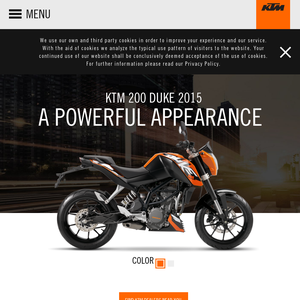 MENU
KTM
We use our own and third party cookies in order to improve your experience and our service.
With the aid of cookies we analyze the typical use pattern of visitors to the website. Your
continued use of our website shall be conclusively deemed acceptance of the use of cookies.
For further information please read our Privacy Policy.
KTM 200 DUKE 2015
A POWERFUL APPEARANCE
COLOR